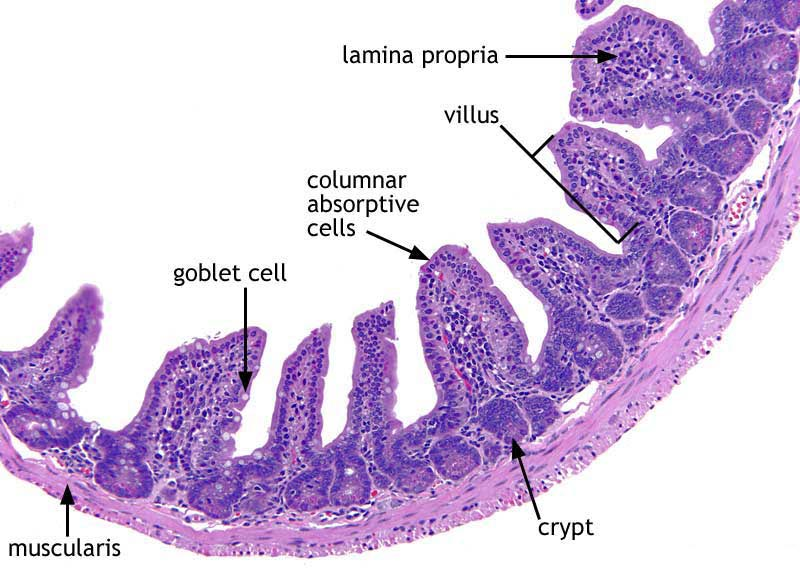 lamina propria
villus
columnar
absorptive
cells
goblet cell
crypt
muscularis